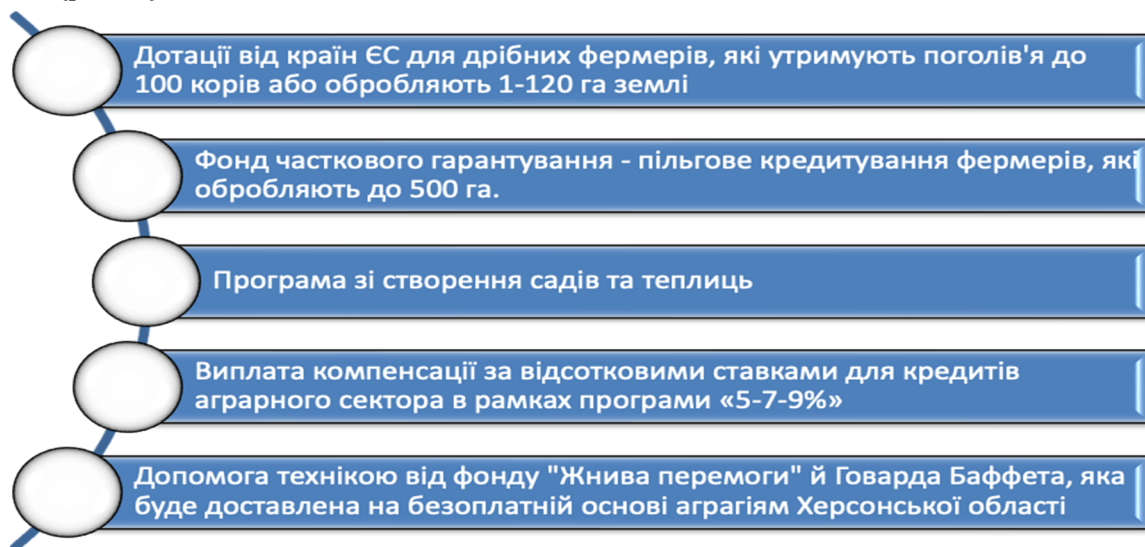 Дотації від країн ЄС для дрібних фермерів, які утримують поголів'я до
100 корів або обробляють 1-120 га землі
Фонд часткового гарантування - пільгове кредитування фермерів, які
обробляють до 500 га.
Програма зі створення садів та теплиць
Виплата компенсації за відсотковими ставками для кредитів
аграрного сектора в рамках програми «5-7-9%»
Допомога технікою від фонду "Жнива перемоги" й Говарда Баффета, яка
буде доставлена на безоплатній основі аграгіям Херсонської області